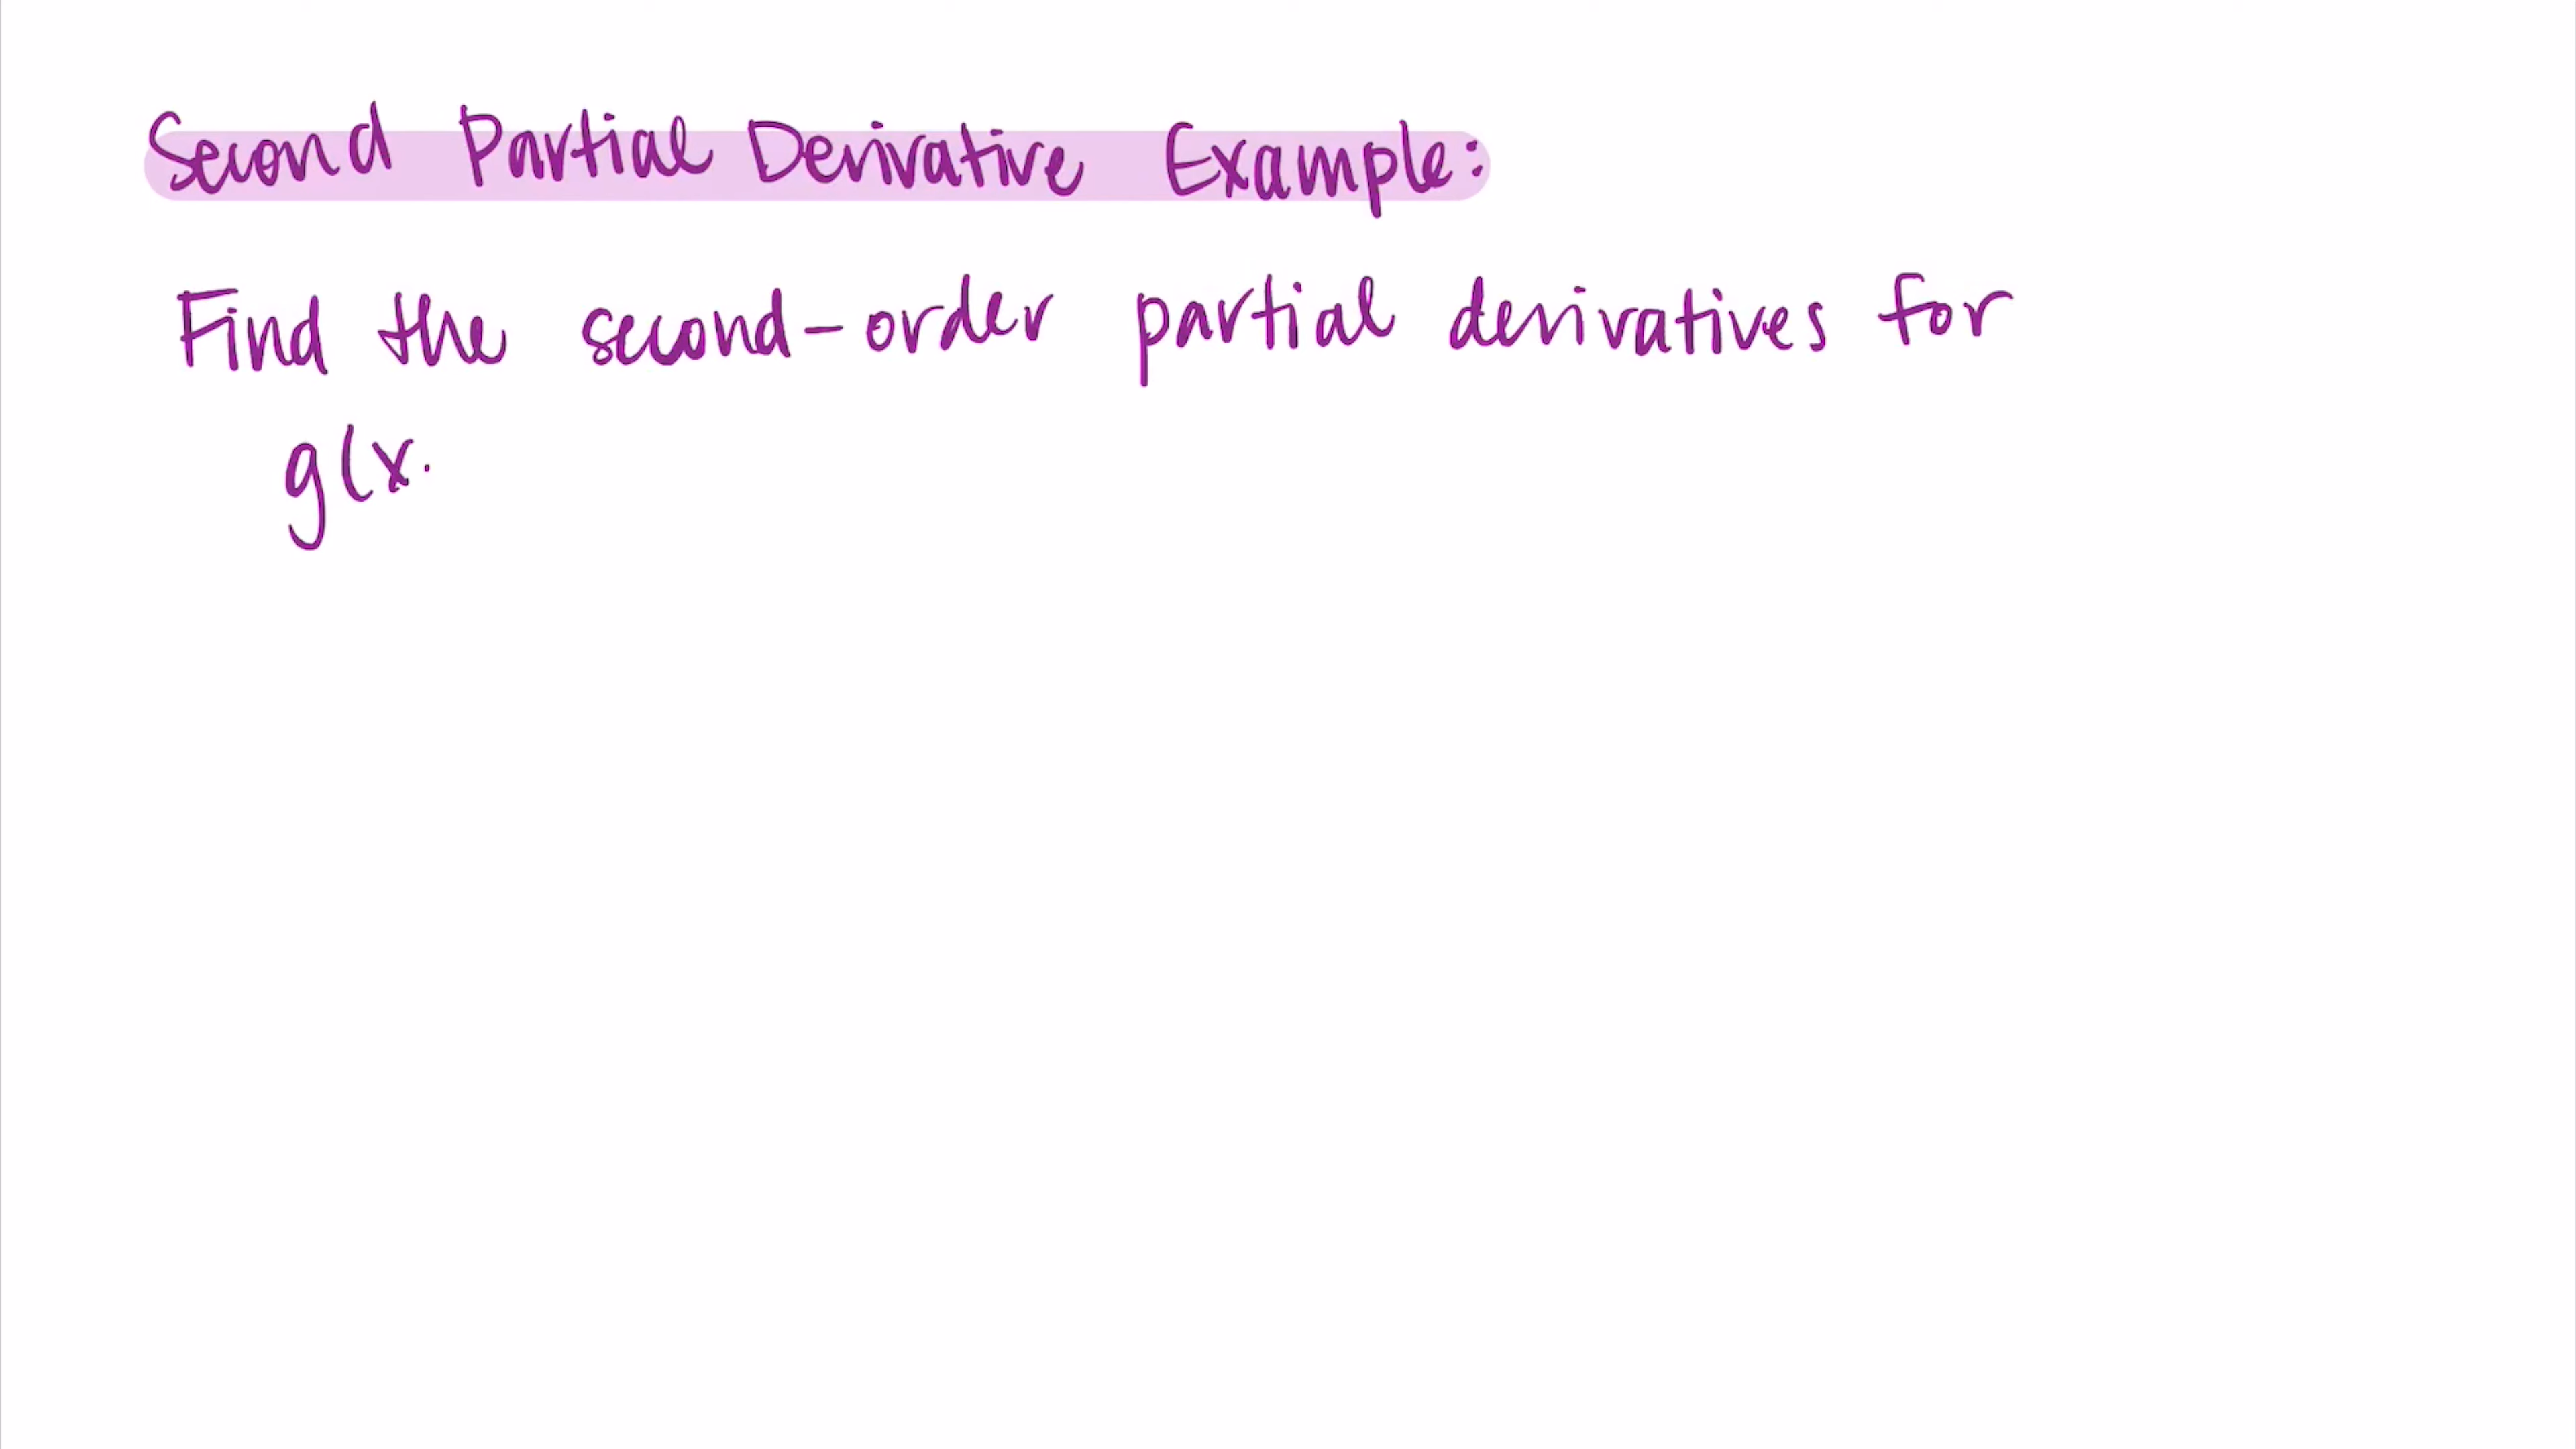 Second Partial Derivative Example:
Find the second-order partial derivatives for
g(x.